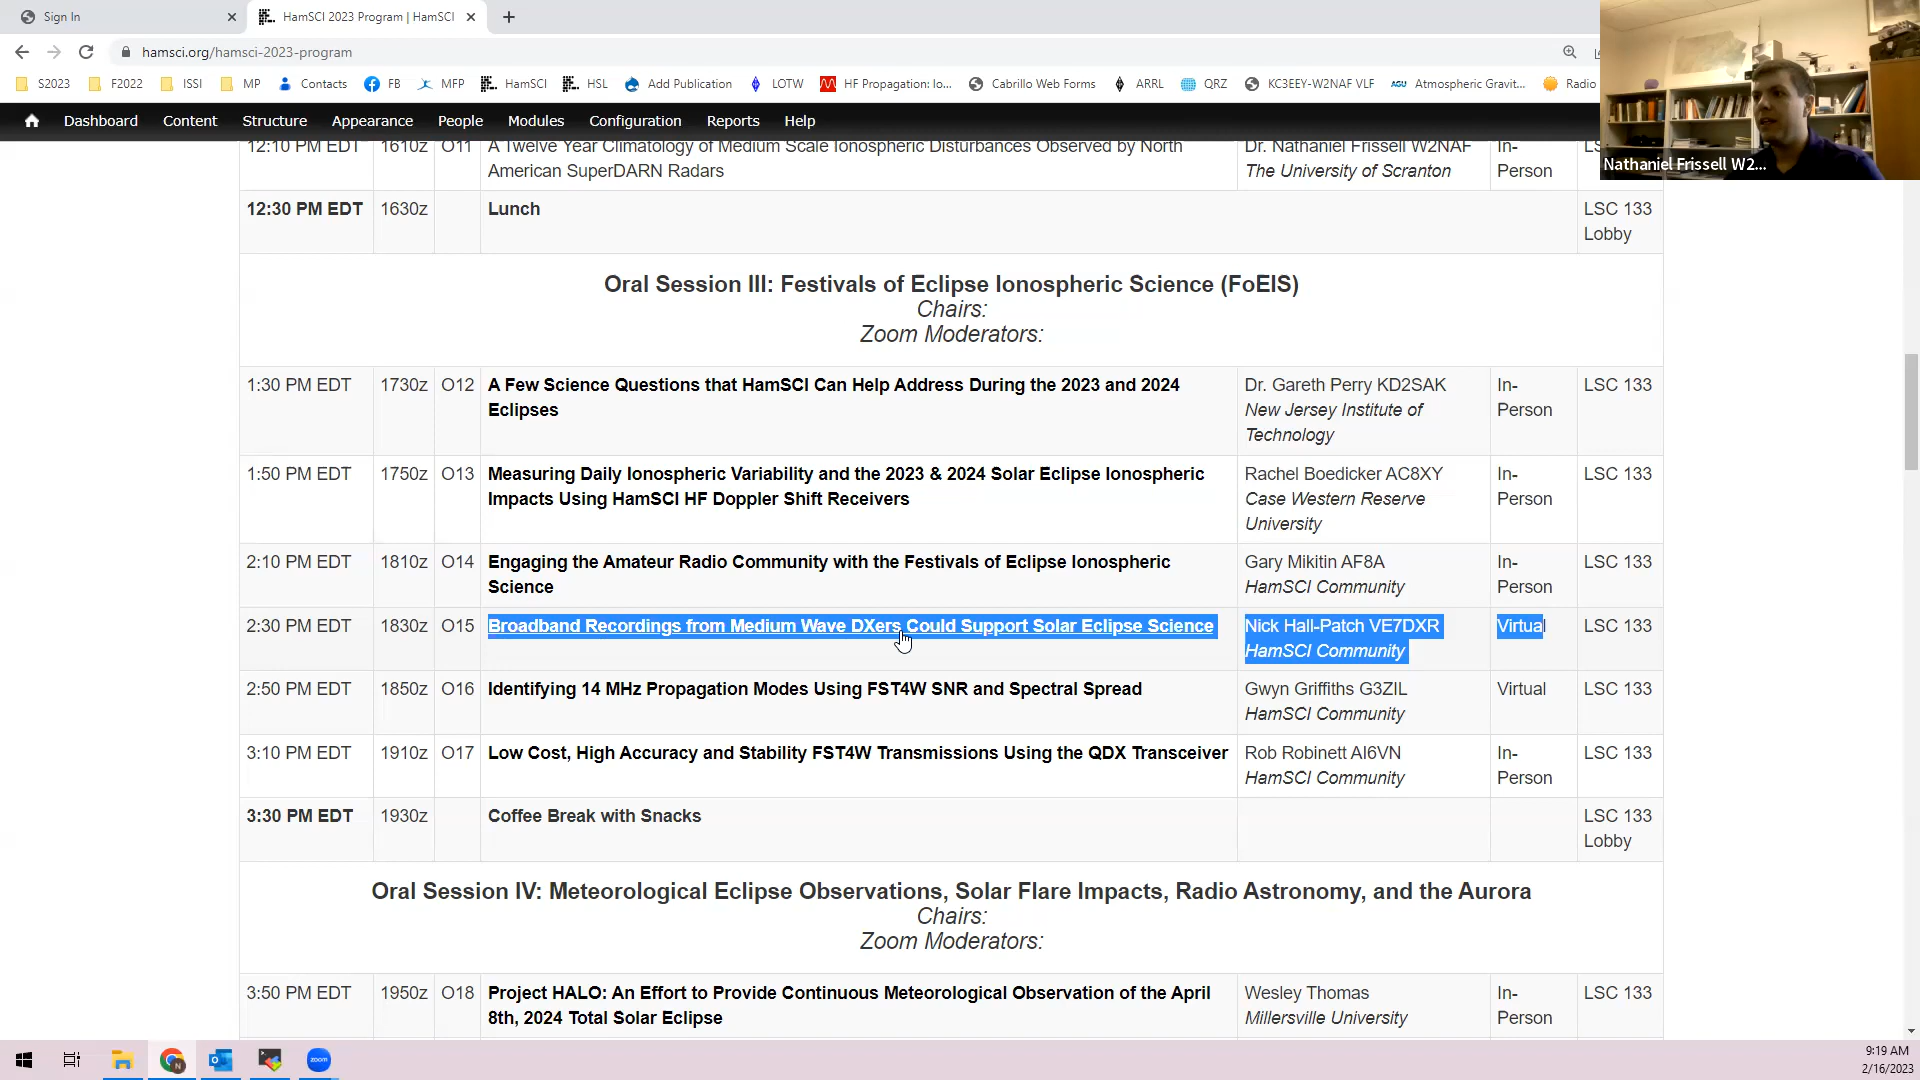 Sign In
HamSCI 2023 Program | HamSCI
hamsci.org/hamsci-2023-program
S2023 F2022 ISSI MP Contacts FB MFP HamSCI HSL Add Publication LOTW HF Propagation: Io... Cabrillo Web Forms ARRL QRZ KC3EEY-W2NAF VLF AGU Atmospheric Gravit... Radio
Dashboard Content Structure Appearance People Modules Configuration Reports Help
12:10 PM EDT 1610z O11 A Twelve Year Climatology of Medium Scale Ionospheric Disturbances Observed by North Dr. Nathaniel Frissell W2NAF In-
American SuperDARN Radars The University of Scranton Person
Nathaniel Frissell W2...
12:30 PM EDT 1630z Lunch LSC 133
Lobby
Oral Session III: Festivals of Eclipse Ionospheric Science (FoEIS)
Chairs:
Zoom Moderators:
1:30 PM EDT 1730z O12 A Few Science Questions that HamSCI Can Help Address During the 2023 and 2024 Dr. Gareth Perry KD2SAK In- LSC 133
Eclipses New Jersey Institute of Person
Technology
1:50 PM EDT 1750z O13 Measuring Daily Ionospheric Variability and the 2023 & 2024 Solar Eclipse Ionospheric Rachel Boedicker AC8XY In- LSC 133
Impacts Using HamSCI HF Doppler Shift Receivers Case Western Reserve Person
University
2:10 PM EDT 1810z O14 Engaging the Amateur Radio Community with the Festivals of Eclipse Ionospheric Gary Mikitin AF8A In- LSC 133
Science HamSCI Community Person
2:30 PM EDT 1830z O15 Broadband Recordings from Medium Wave DXers Could Support Solar Eclipse Science Nick Hall-Patch VE7DXR Virtual LSC 133
HamSCI Community
2:50 PM EDT 1850z O16 Identifying 14 MHz Propagation Modes Using FST4W SNR and Spectral Spread Gwyn Griffiths G3ZIL Virtual LSC 133
HamSCI Community
3:10 PM EDT 1910z O17 Low Cost, High Accuracy and Stability FST4W Transmissions Using the QDX Transceiver Rob Robinett AI6VN In- LSC 133
HamSCI Community Person
3:30 PM EDT 1930z Coffee Break with Snacks LSC 133
Lobby
Oral Session IV: Meteorological Eclipse Observations, Solar Flare Impacts, Radio Astronomy, and the Aurora
Chairs:
Zoom Moderators:
3:50 PM EDT 1950z O18 Project HALO: An Effort to Provide Continuous Meteorological Observation of the April Wesley Thomas In- LSC 133
8th, 2024 Total Solar Eclipse Millersville University Person
zoom
9:19 AM
2/16/2023